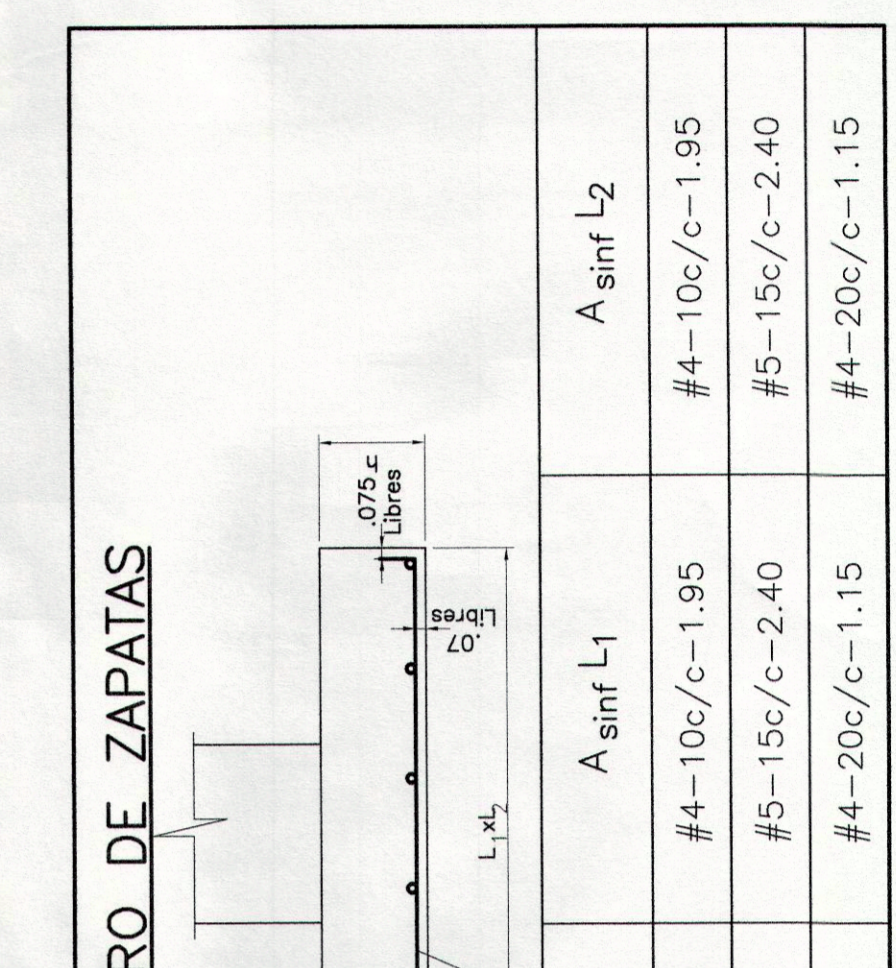 RO DE ZAPATAS
.075 c
Libres
.07
Libres
L1xL2
A sinf L1
A sinf L2
#4-10c/c-1.95
#4-10c/c-1.95
#5-15c/c-2.40
#5-15c/c-2.40
#4-20c/c-1.15
#4-20c/c-1.15